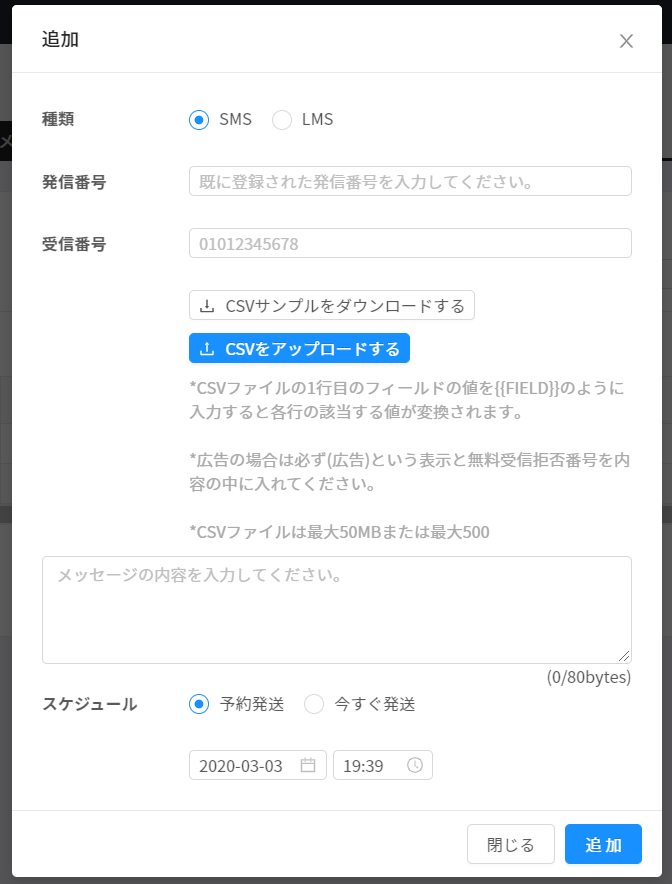 追加
種類 SMS LMS
発信番号 既に登録された発信番号を入力してください。
受信番号 01012345678
CSVサンプルをダウンロードする
CSVをアップロードする
*CSVファイルの1行目のフィールドの値を{{FIELD}}のように
入力すると各行の該当する値が変換されます。
*広告の場合は必ず(広告)という表示と無料受信拒否番号を内
容の中に入れてください。
*CSVファイルは最大50MBまたは最大500
メッセージの内容を入力してください。
(0/80bytes)
スケジュール 予約発送 今すぐ発送
2020-03-03 19:39
閉じる 追 加